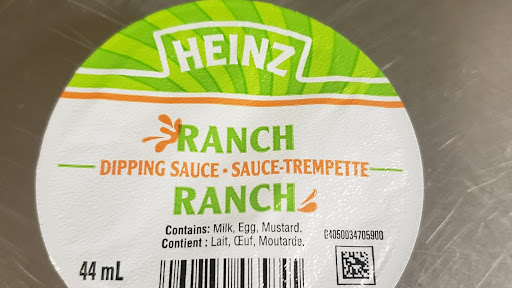 HEINZ
RANCH
DIPPING SAUCE • SAUCE-TREMPETTE
RANCH
Contains: Milk, Egg, Mustard.
Contient : Lait, Œuf, Moutarde.
C4050034705900
44 mL